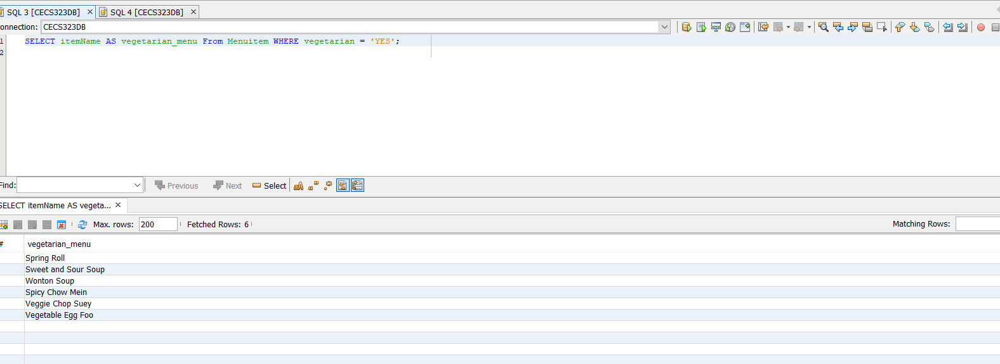 SQL 3 [CECS323DB] SQL 4 [CECS323DB]
onnection: CECS323DB
1 SELECT itemName AS vegetarian_menu From Menuitem WHERE vegetarian = 'YES';
2
Find: Previous Next Select
SELECT itemName AS vegeta...
Max. rows: 200 Fetched Rows: 6 Matching Rows:
# vegetarian_menu
Spring Roll
Sweet and Sour Soup
Wonton Soup
Spicy Chow Mein
Veggie Chop Suey
Vegetable Egg Foo